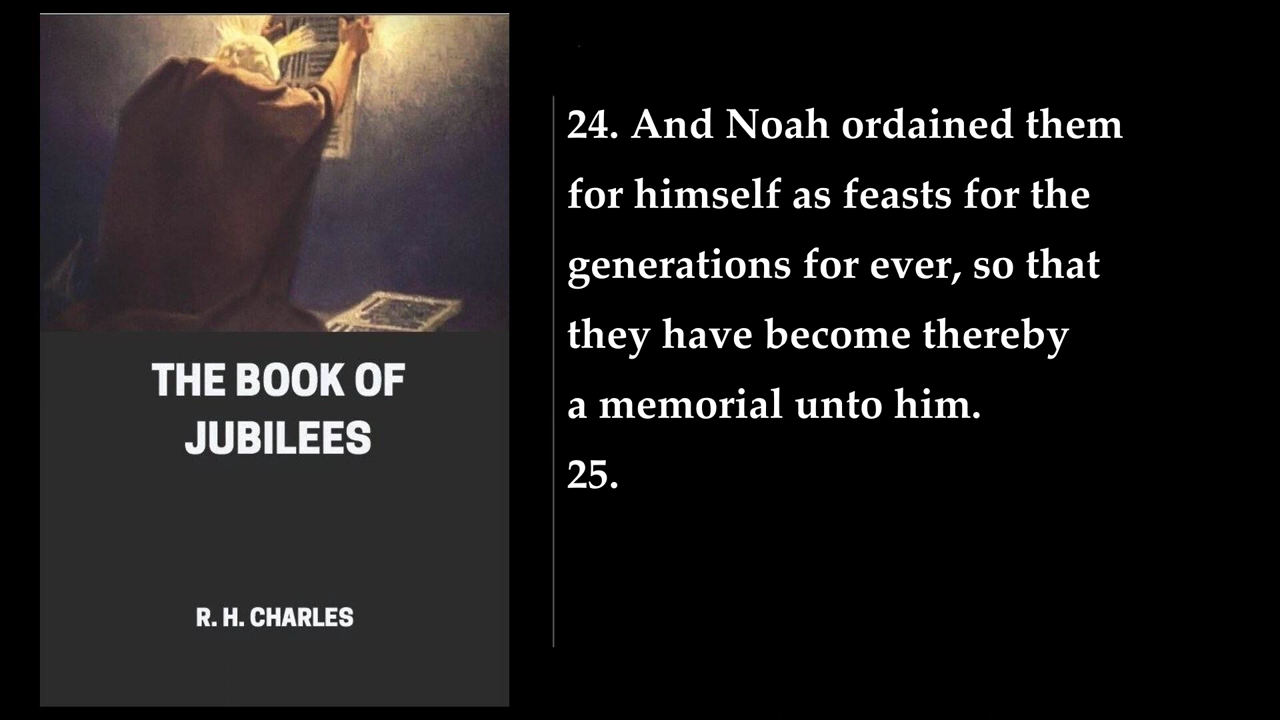 THE BOOK OF
JUBILEES
R. H. CHARLES
24. And Noah ordained them
for himself as feasts for the
generations for ever, so that
they have become thereby
a memorial unto him.
25.